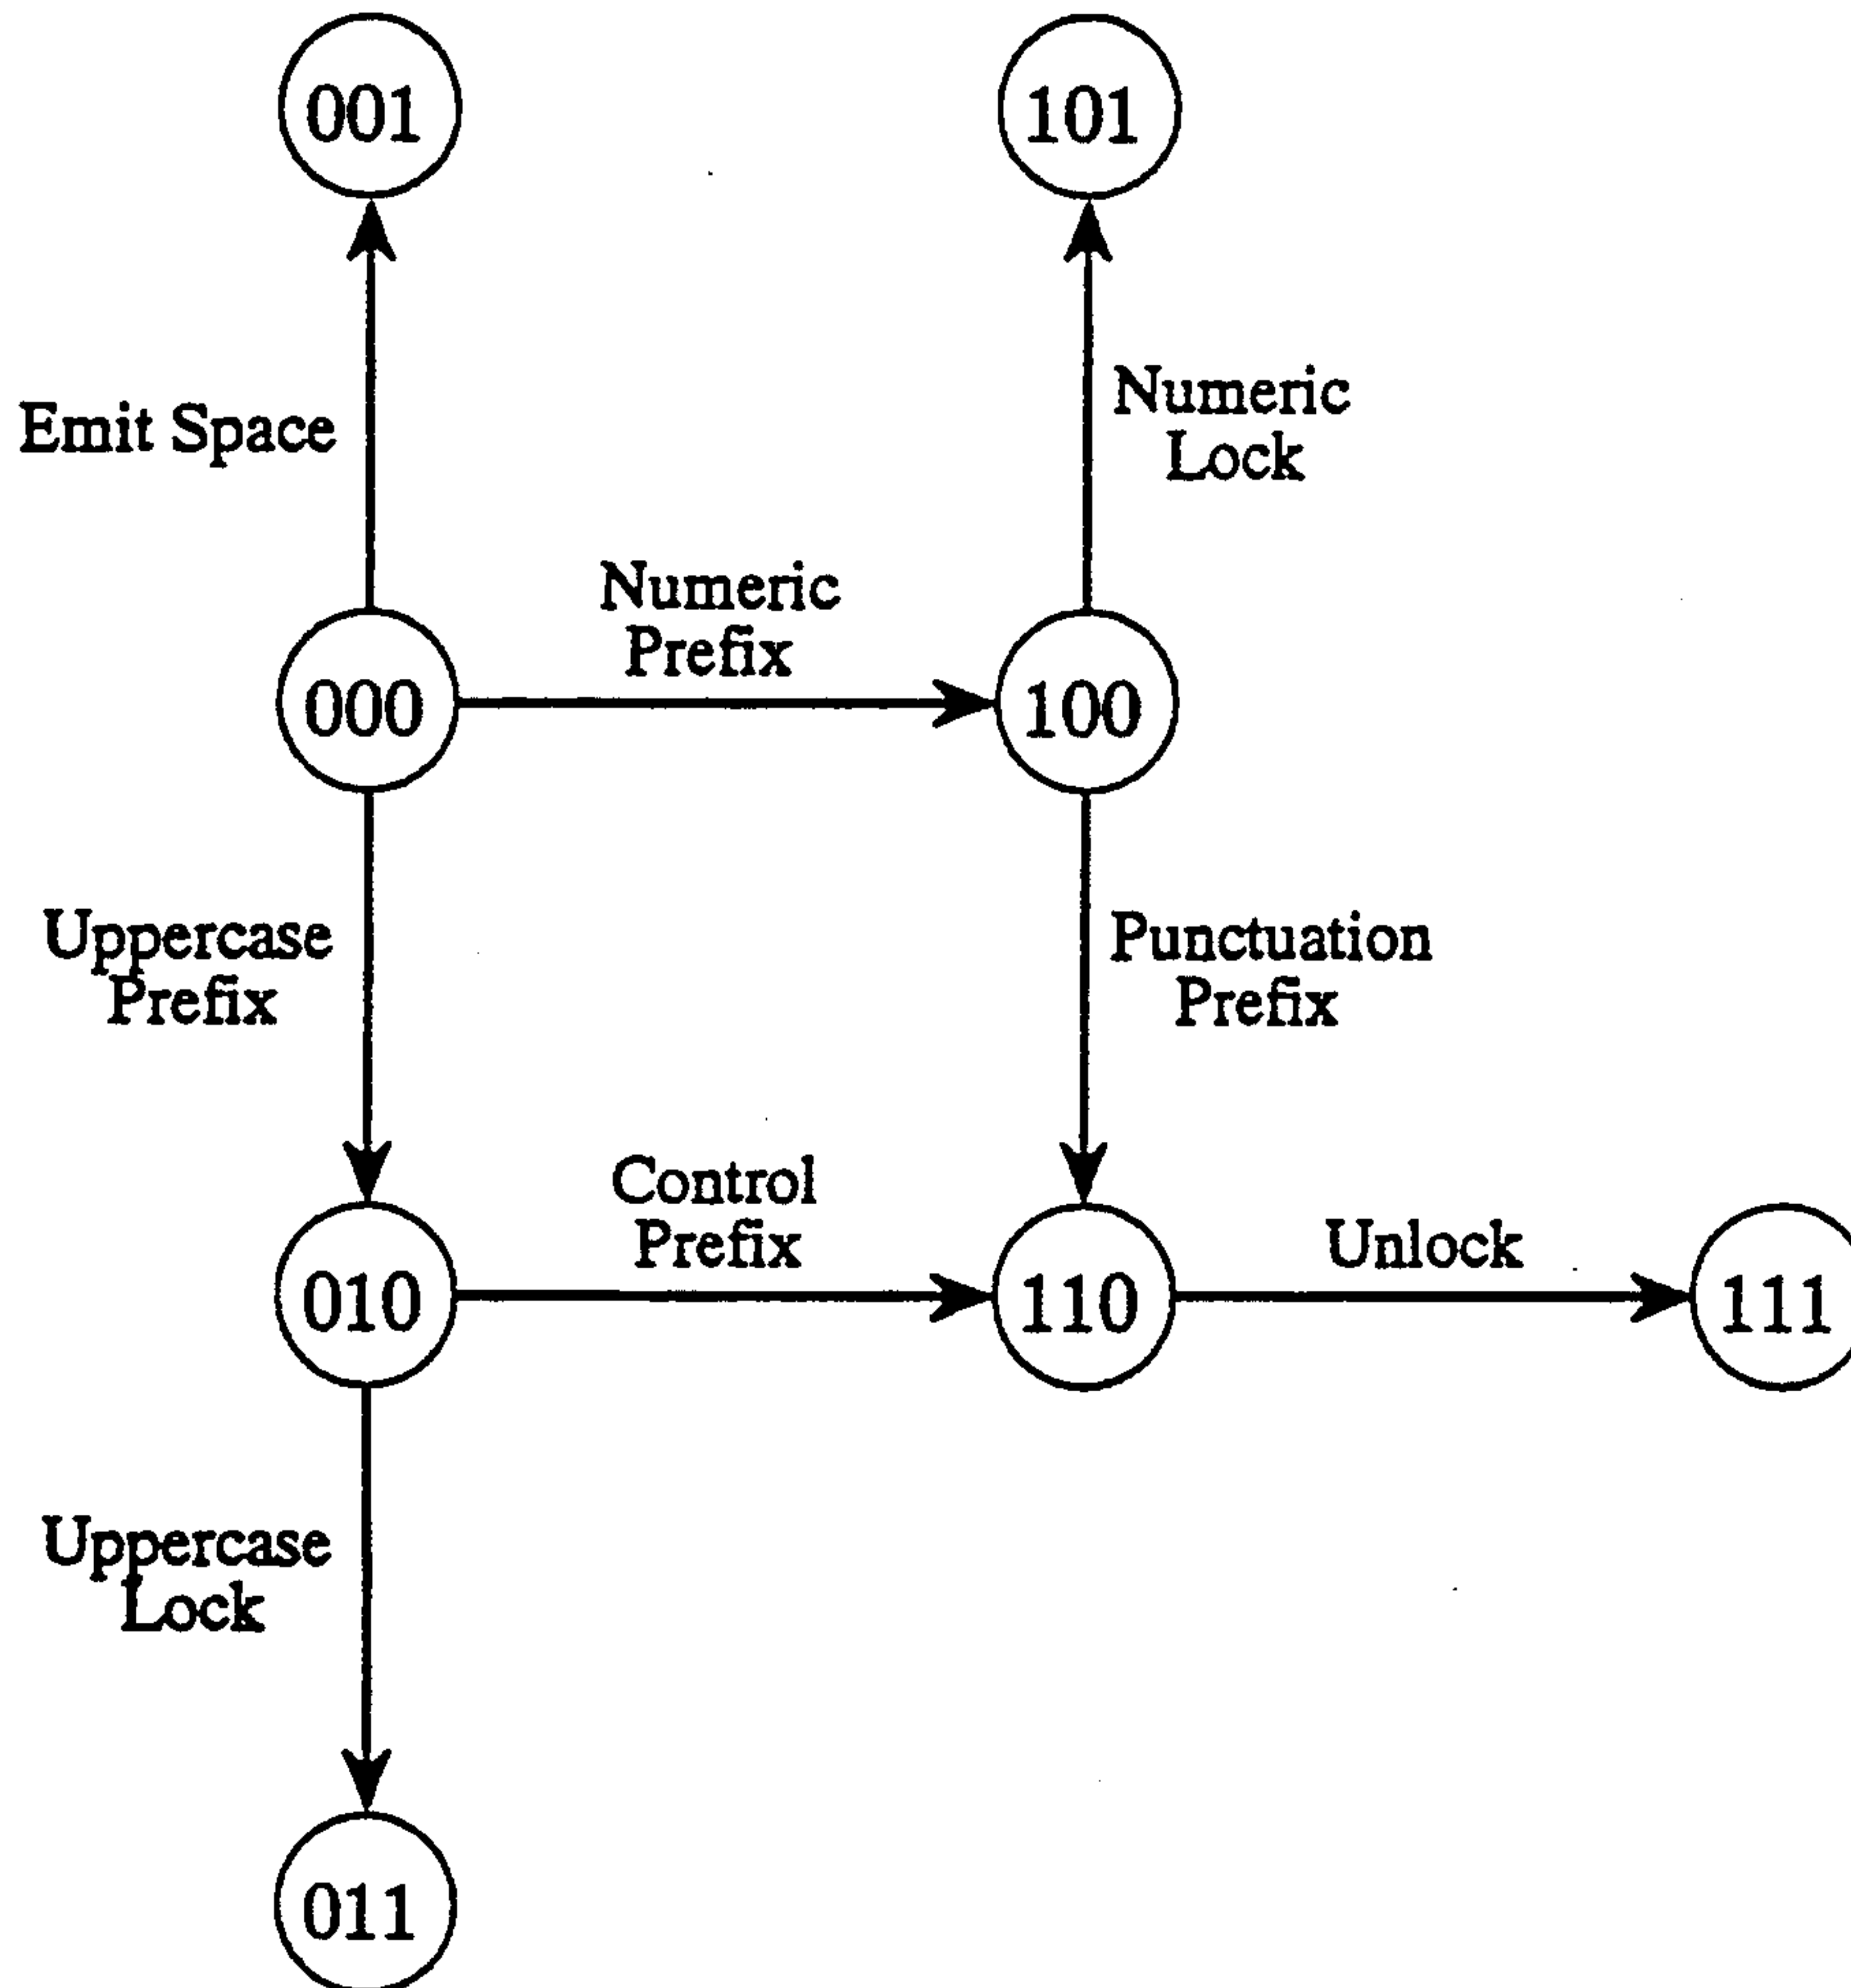 001
101
Emit Space
Numeric
Lock
Numeric
Prefix
000
100
Uppercase
Prefix
Punctuation
Prefix
Control
Prefix
Unlock
010
110
111
Uppercase
Lock
011